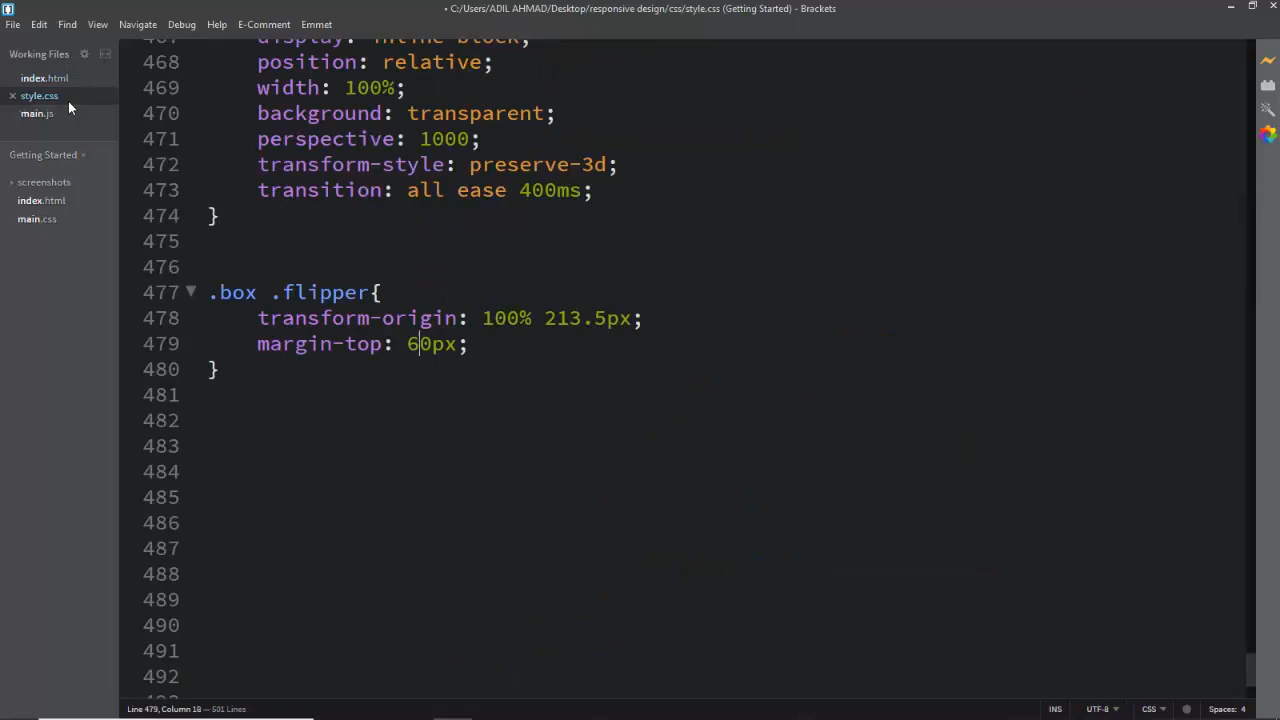 • C:/Users/ADIL AHMAD/Desktop/responsive design/css/style.css (Getting Started) - Brackets
File Edit Find View Navigate Debug Help E-Comment Emmet
Working Files
index.html
style.css
main.js
Getting Started
screenshots
index.html
main.css
467 display: inline-block;
468 position: relative;
469 width: 100%;
470 background: transparent;
471 perspective: 1000;
472 transform-style: preserve-3d;
473 transition: all ease 400ms;
474 }
475
476
477 .box .flipper{
478 transform-origin: 100% 213.5px;
479 margin-top: 60px;
480 }
481
482
483
484
485
486
487
488
489
490
491
492
Line 479, Column 18 — 501 Lines
INS UTF-8 CSS Spaces: 4